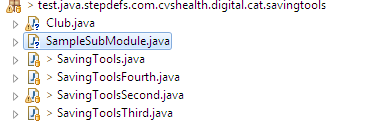 > test.java.stepdefs.com.cvshealth.digital.cat.savingtools
Club.java
SampleSubModule.java
> SavingTools.java
> SavingToolsFourth.java
> SavingToolsSecond.java
> SavingToolsThird.java